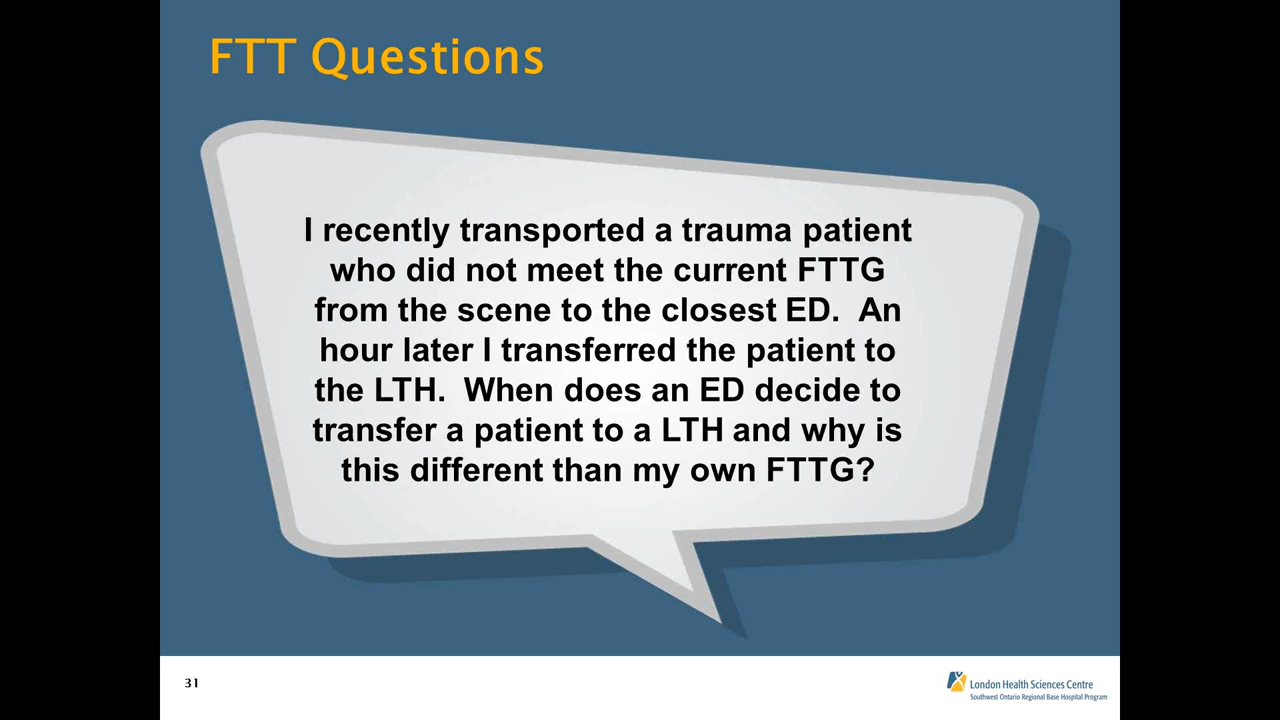 FTT Questions
I recently transported a trauma patient
who did not meet the current FTTG
from the scene to the closest ED.  An
hour later I transferred the patient to
the LTH.  When does an ED decide to
transfer a patient to a LTH and why is
this different than my own FTTG?
31
London Health Sciences Centre
Southwest Ontario Regional Base Hospital Program